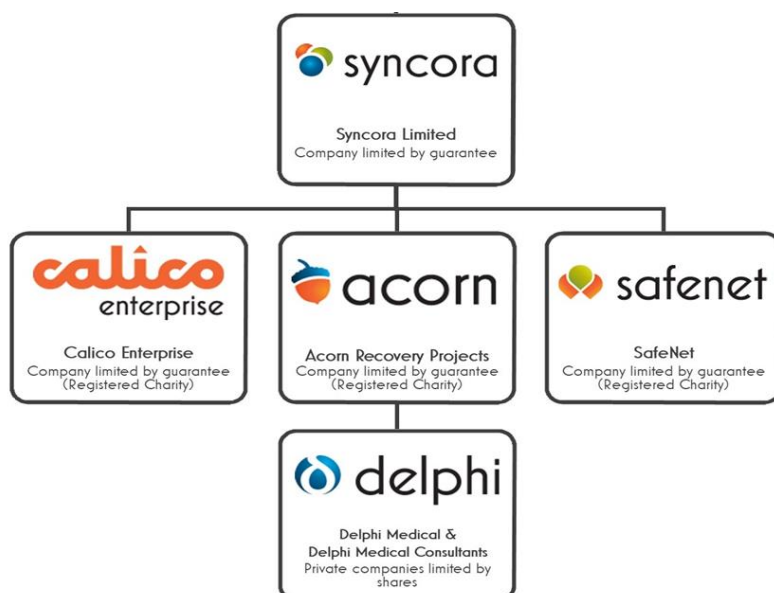 syncora
Syncora Limited
Company limited by guarantee
calico
enterprise
Calico Enterprise
Company limited by guarantee
(Registered Charity)
acorn
Acorn Recovery Projects
Company limited by guarantee
(Registered Charity)
safenet
SafeNet
Company limited by guarantee
(Registered Charity)
delphi
Delphi Medical &
Delphi Medical Consultants
Private companies limited by
shares